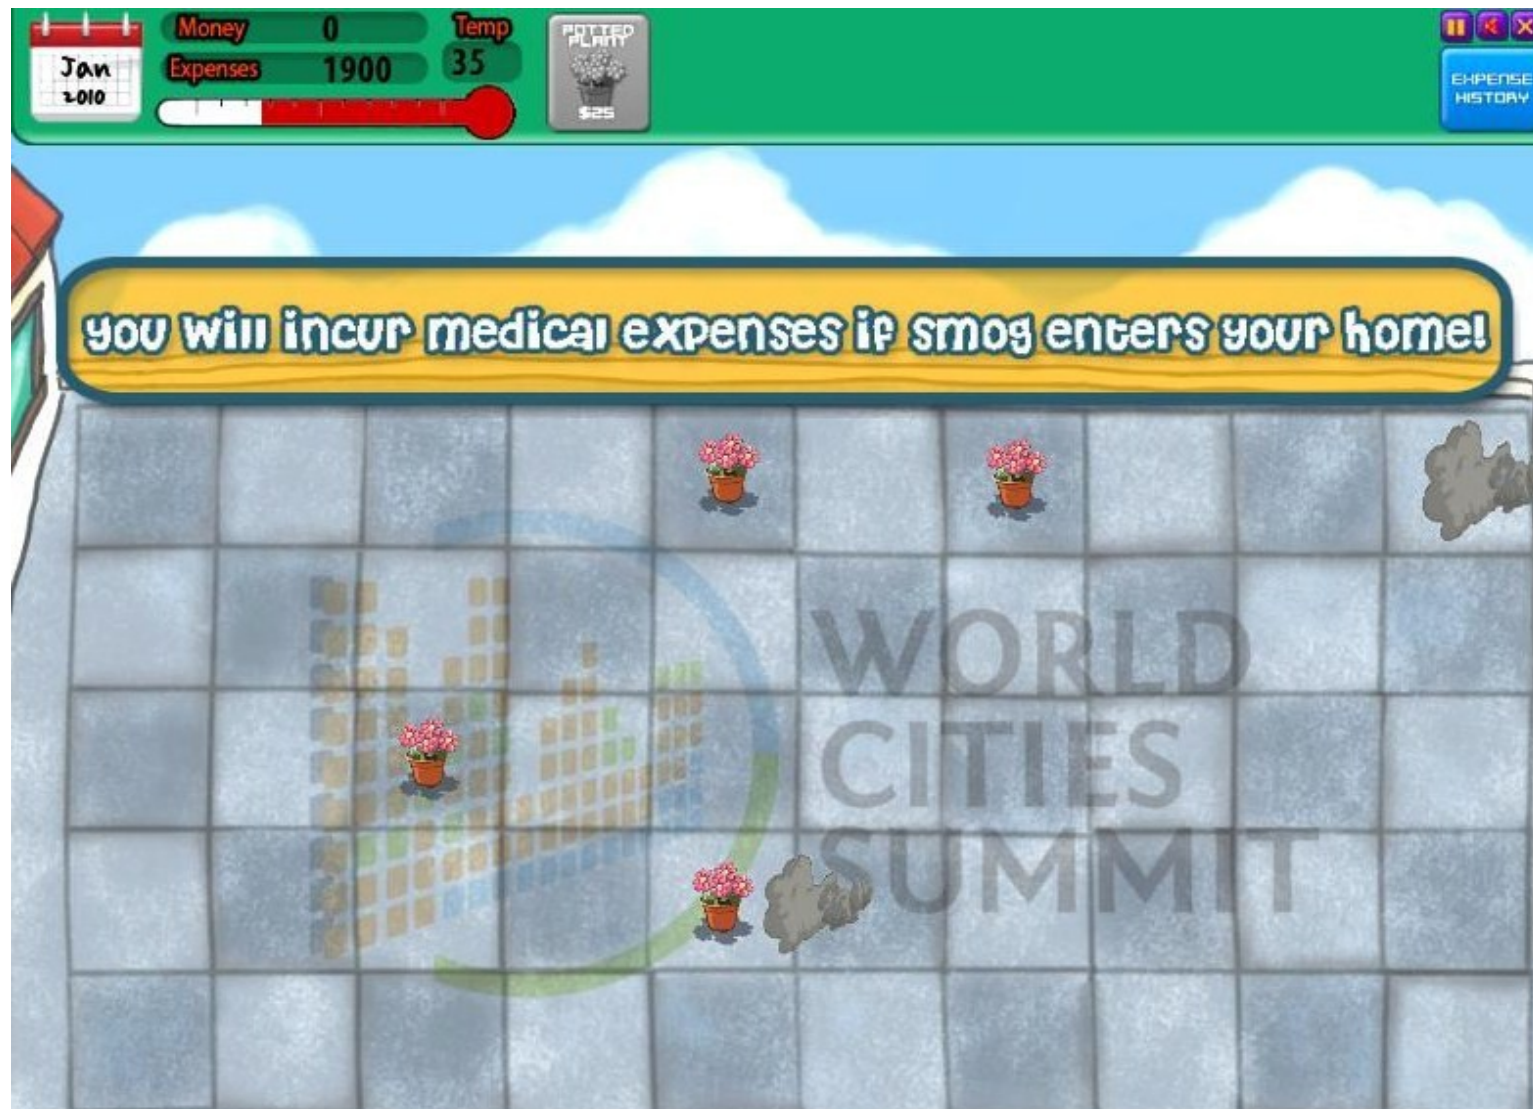 Jan
2010
Money 0
Expenses 1900
Temp
35
POTTED
PLANT
$25
EXPENSE
HISTORY
you will incur medical expenses if smog enters your home!
WORLD
CITIES
SUMMIT